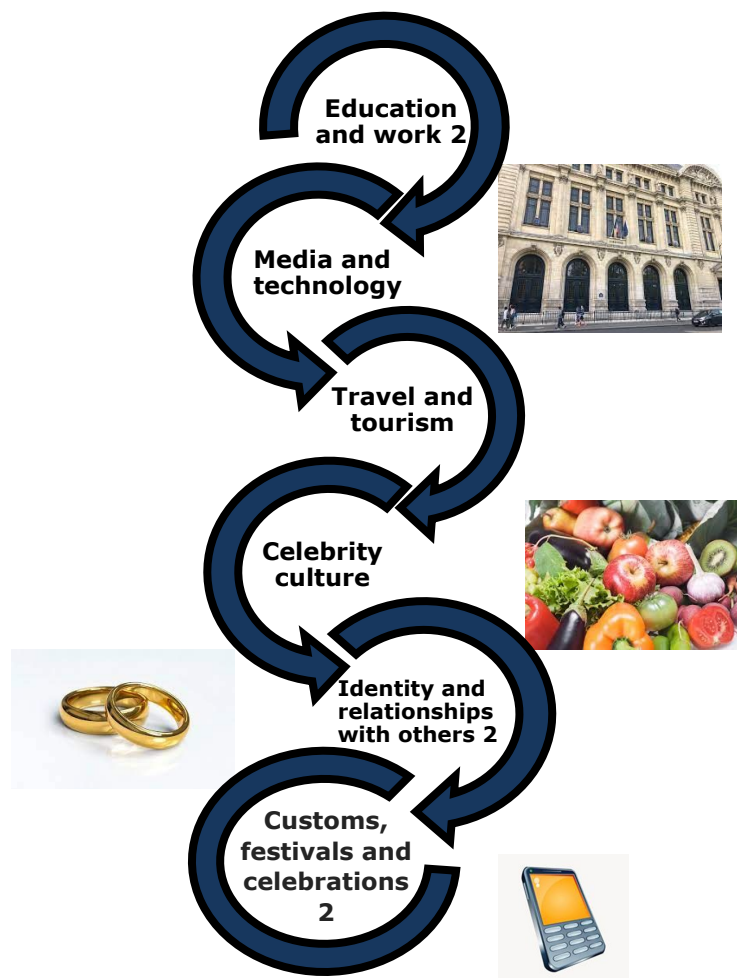 Education
and work 2
Media and
technology
Travel and
tourism
Celebrity
culture
Identity and
relationships
with others 2
Customs,
festivals and
celebrations
2